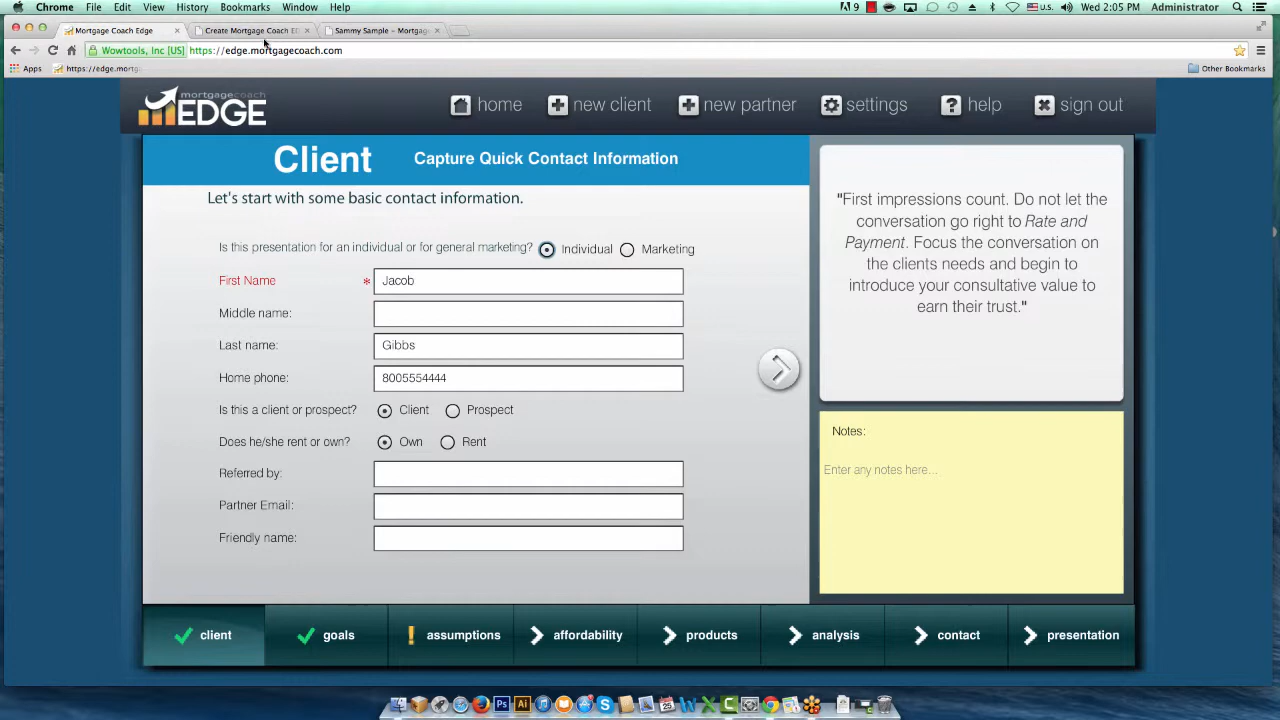 Chrome File Edit View History Bookmarks Window Help 9 U.S. Wed 2:05 PM Administrator
Mortgage Coach Edge Create Mortgage Coach ED Sammy Sample – Mortgag
Wowtools, Inc [US] https://edge.mortgagecoach.com
Apps https://edge.mortg Other Bookmarks
mortgagecoach
EDGE
home new client new partner settings help sign out
Client Capture Quick Contact Information
Let's start with some basic contact information.
Is this presentation for an individual or for general marketing? Individual Marketing
First Name * Jacob
Middle name:
Last name: Gibbs
Home phone: 8005554444
Is this a client or prospect? Client Prospect
Does he/she rent or own? Own Rent
Referred by:
Partner Email:
Friendly name:
"First impressions count. Do not let the
conversation go right to Rate and
Payment. Focus the conversation on
the clients needs and begin to
introduce your consultative value to
earn their trust."
Notes:
Enter any notes here...
client goals assumptions affordability products analysis contact presentation